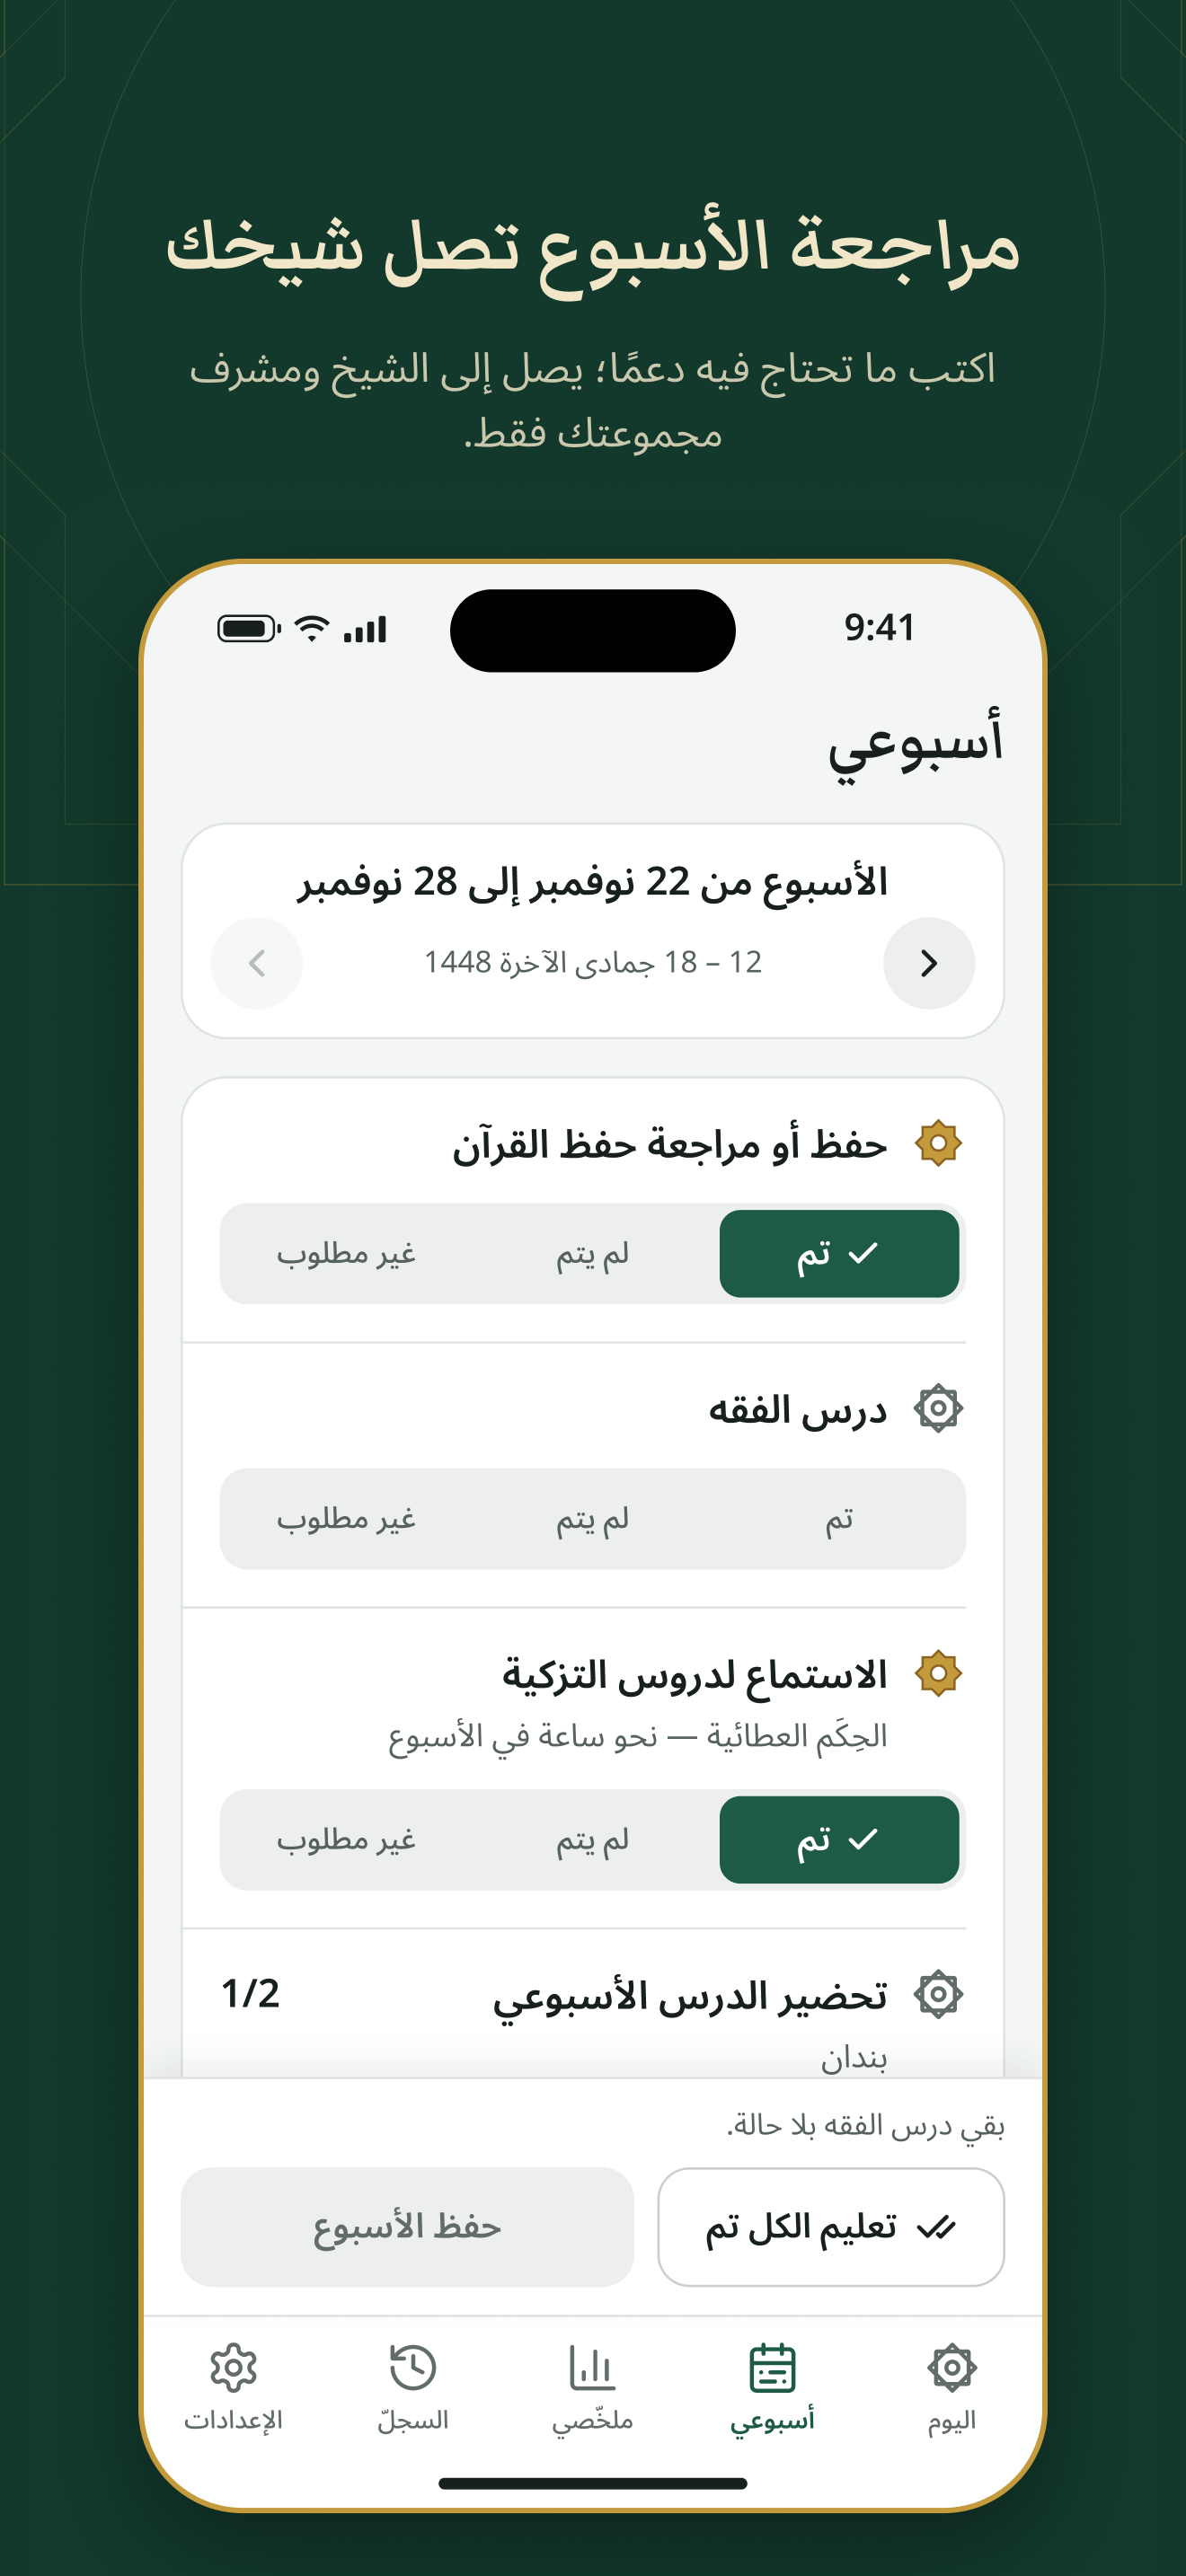 مراجعة الأسبوع تصل شيخك
اكتب ما تحتاج فيه دعمًا؛ يصل إلى الشيخ ومشرف
مجموعتك فقط.
9:41
أسبوعي
الأسبوع من 22 نوفمبر إلى 28 نوفمبر
12 – 18 جمادى الآخرة 1448
حفظ أو مراجعة حفظ القرآن
تم
لم يتم
غير مطلوب
درس الفقه
تم
لم يتم
غير مطلوب
الاستماع لدروس التزكية
الحِكَم العطائية — نحو ساعة في الأسبوع
تم
لم يتم
غير مطلوب
تحضير الدرس الأسبوعي
1/2
بندان
بقي درس الفقه بلا حالة.
تعليم الكل تم
حفظ الأسبوع
اليوم
أسبوعي
ملخّصي
السجلّ
الإعدادات